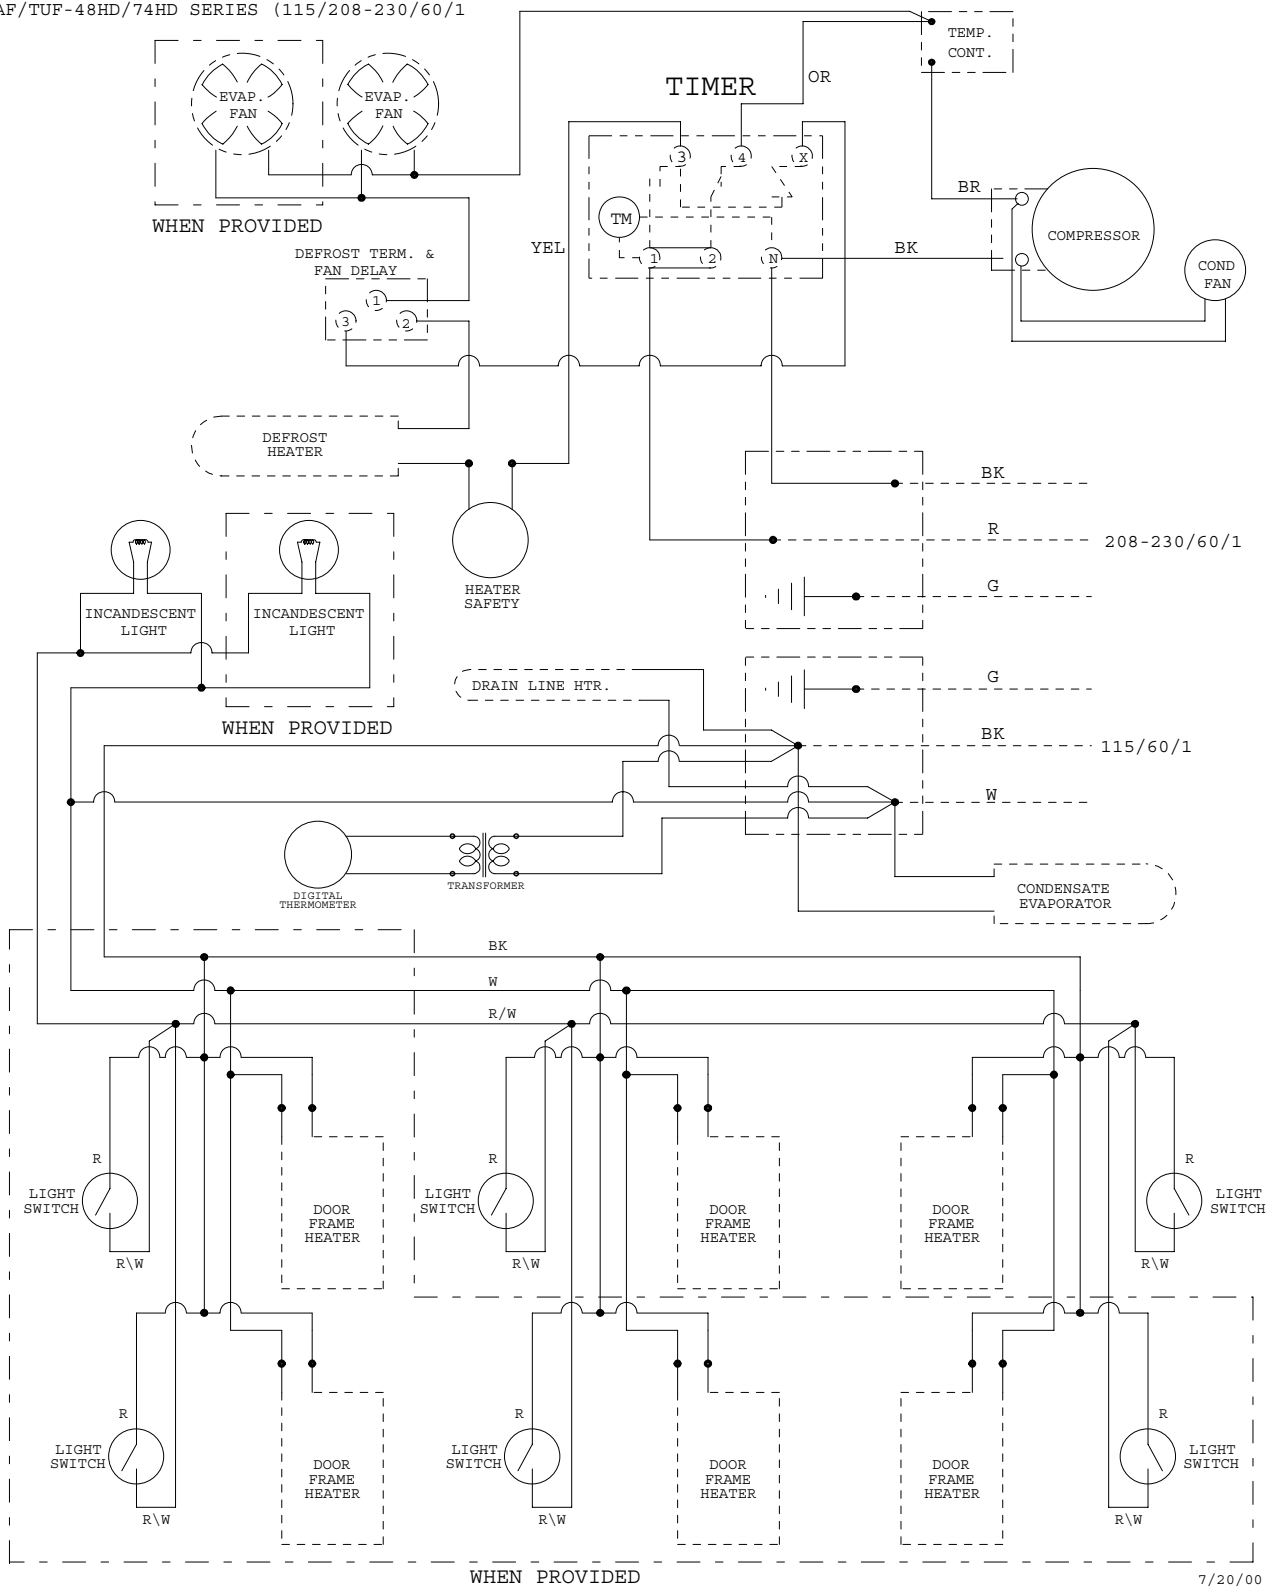 AF/TUF-48HD/74HD SERIES (115/208-230/60/1
TEMP.
CONT.
EVAP.
FAN
EVAP.
FAN
TIMER
OR
3
4
X
BR
WHEN PROVIDED
TM
COMPRESSOR
YEL
BK
DEFROST TERM. &
FAN DELAY
1
2
N
COND
FAN
1
3
2
DEFROST
HEATER
BK
R
208-230/60/1
G
HEATER
SAFETY
INCANDESCENT
LIGHT
INCANDESCENT
LIGHT
WHEN PROVIDED
DRAIN LINE HTR.
G
BK
115/60/1
W
DIGITAL
THERMOMETER
TRANSFORMER
CONDENSATE
EVAPORATOR
BK
W
R/W
R
LIGHT
SWITCH
R\W
DOOR
FRAME
HEATER
R
LIGHT
SWITCH
R\W
DOOR
FRAME
HEATER
DOOR
FRAME
HEATER
R
LIGHT
SWITCH
R\W
R
LIGHT
SWITCH
R\W
DOOR
FRAME
HEATER
R
LIGHT
SWITCH
R\W
DOOR
FRAME
HEATER
DOOR
FRAME
HEATER
R
LIGHT
SWITCH
R\W
WHEN PROVIDED
7/20/00